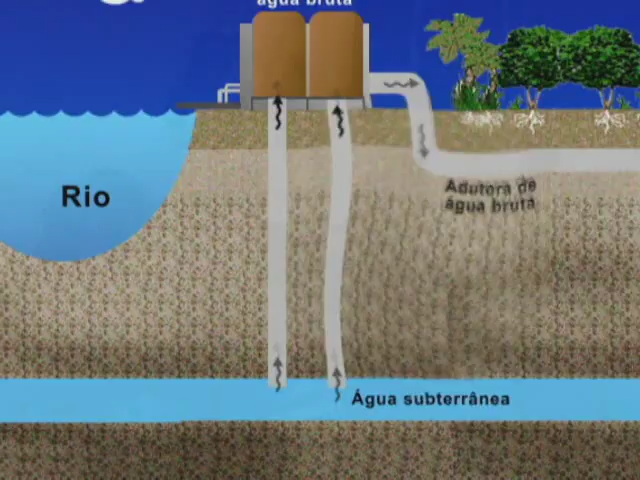 água bruta
Rio
Adutora de
água bruta
Água subterrânea